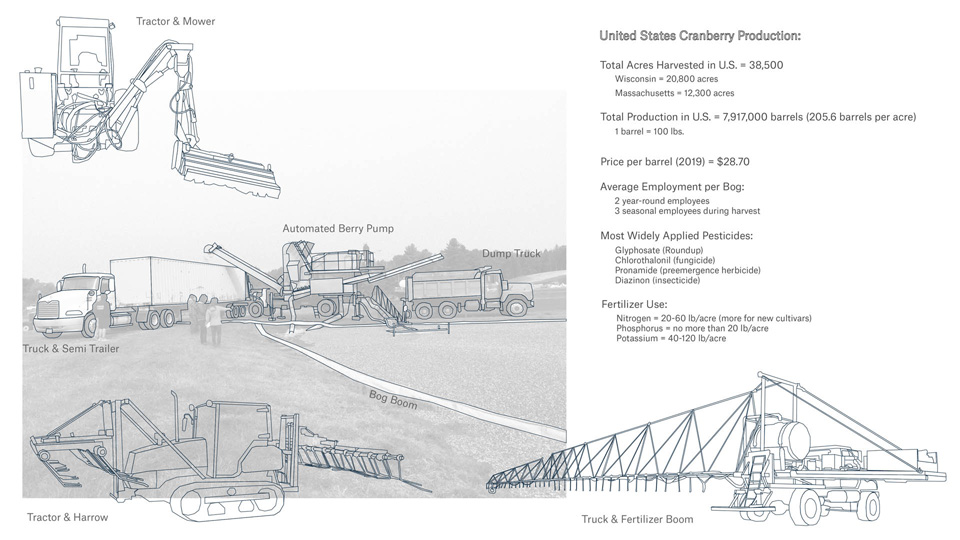 Tractor & Mower
United States Cranberry Production:
Total Acres Harvested in U.S. = 38,500
Wisconsin = 20,800 acres
Massachusetts = 12,300 acres
Total Production in U.S. = 7,917,000 barrels (205.6 barrels per acre)
1 barrel = 100 lbs.
Price per barrel (2019) = $28.70
Average Employment per Bog:
2 year-round employees
3 seasonal employees during harvest
Most Widely Applied Pesticides:
Glyphosate (Roundup)
Chlorothalonil (fungicide)
Pronamide (preemergence herbicide)
Diazinon (insecticide)
Fertilizer Use:
Nitrogen = 20-60 lb/acre (more for new cultivars)
Phosphorus = no more than 20 lb/acre
Potassium = 40-120 lb/acre
Automated Berry Pump
Dump Truck
Truck & Semi Trailer
Bog Boom
Tractor & Harrow
Truck & Fertilizer Boom